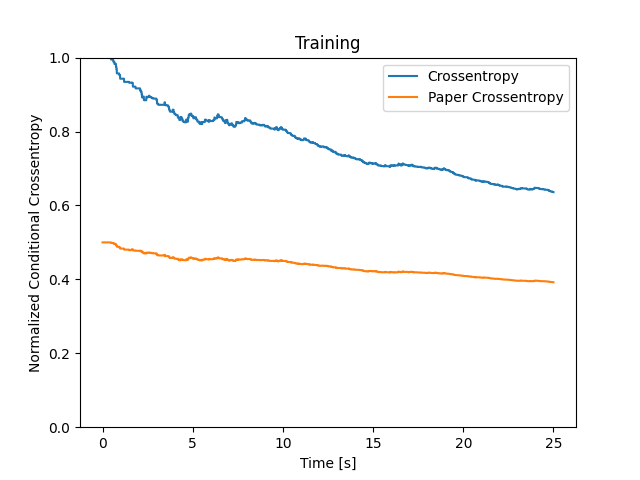 Training
Crossentropy
Paper Crossentropy
Normalized Conditional Crossentropy
1.0
0.8
0.6
0.4
0.2
0.0
0 5 10 15 20 25
Time [s]